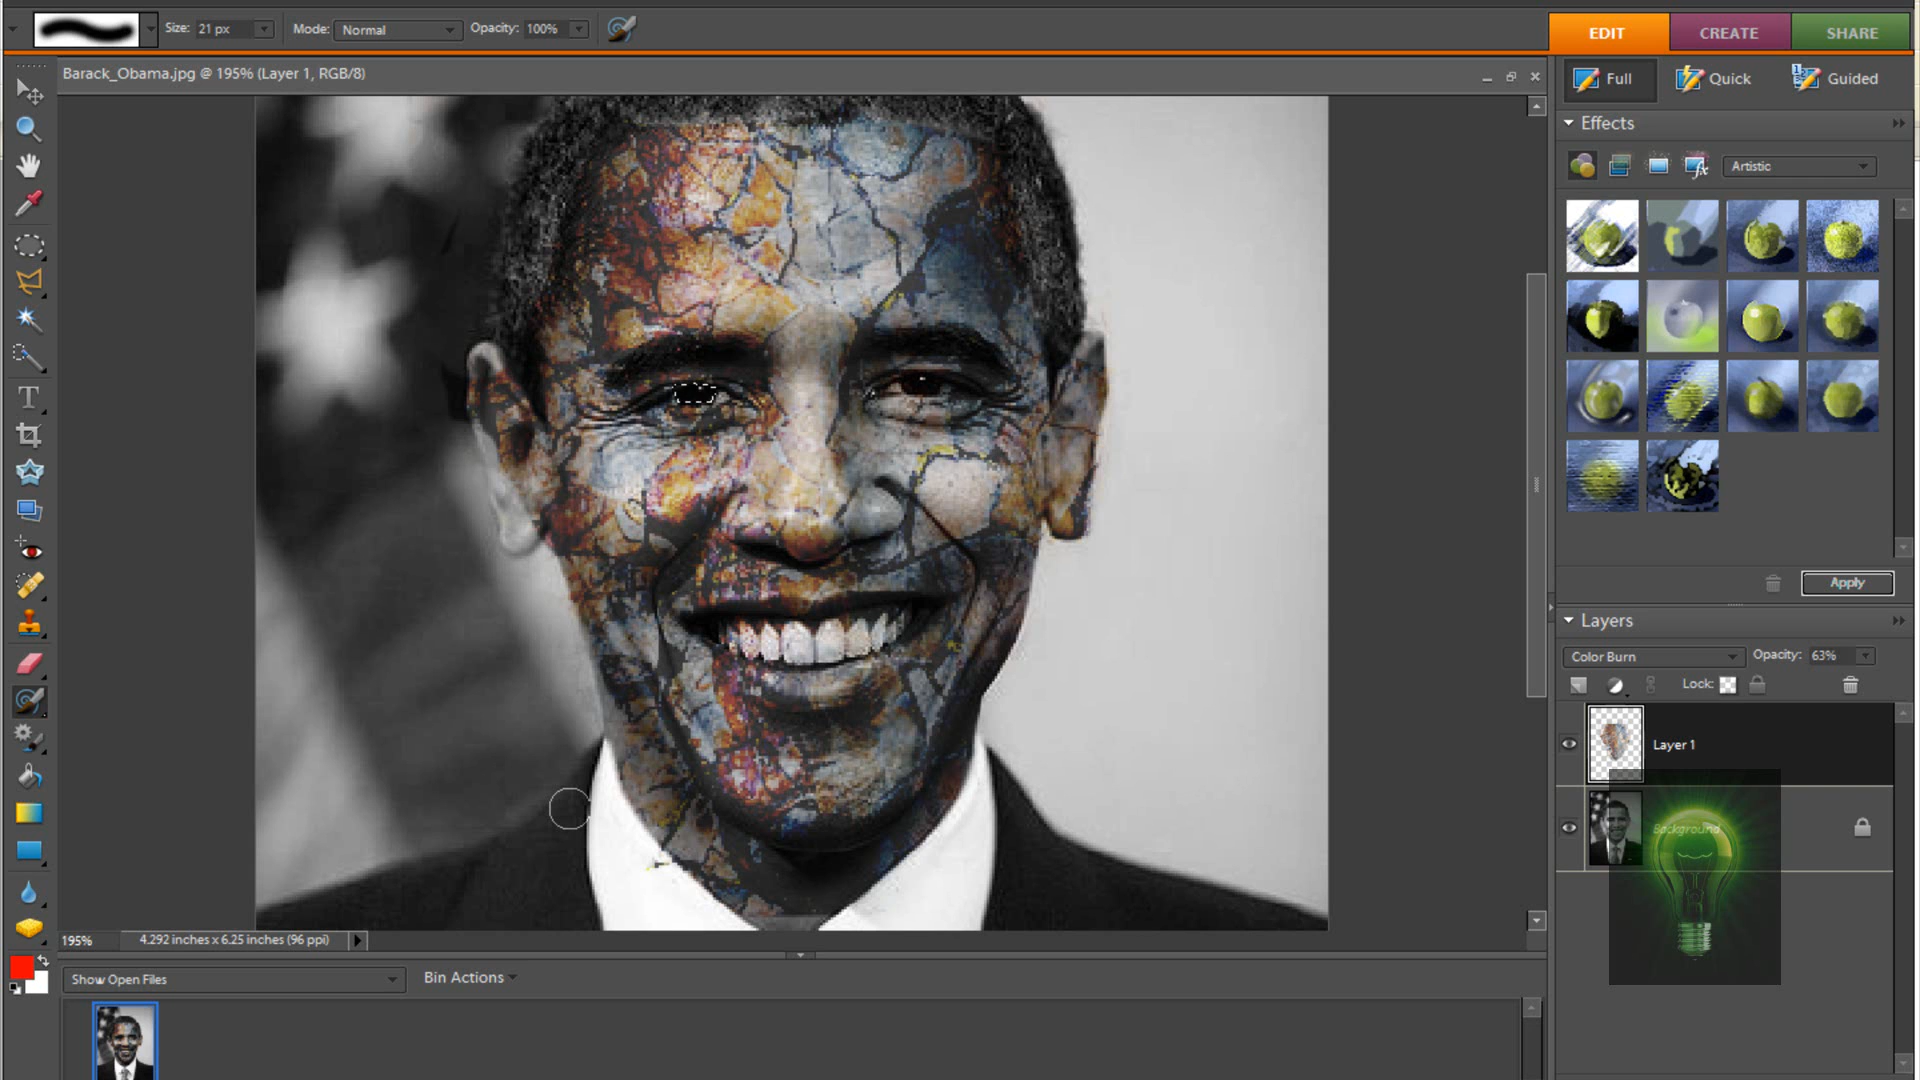 Size: 21 px Mode: Normal Opacity: 100%
EDIT CREATE SHARE
Barack_Obama.jpg @ 195% (Layer 1, RGB/8)
Full Quick Guided
Effects
Artistic
Apply
Layers
Color Burn Opacity: 63%
Lock:
Layer 1
Background
195% 4.292 inches x 6.25 inches (96 ppi)
Show Open Files Bin Actions